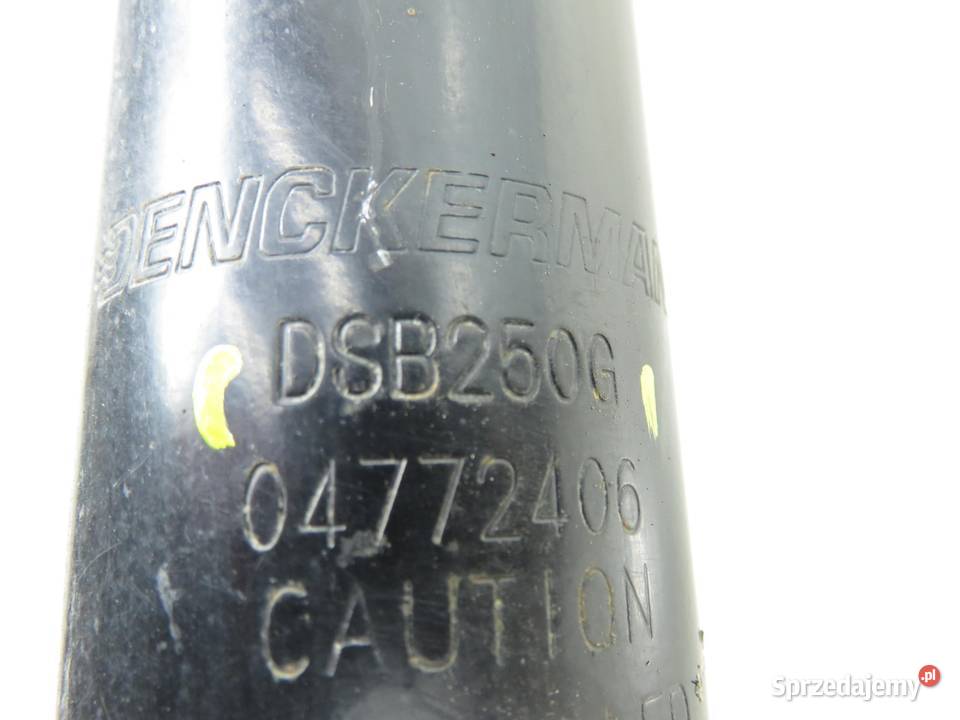 DENCKERMAN
DSB250G
04772406
CAUTION
Sprzedajemy.pl